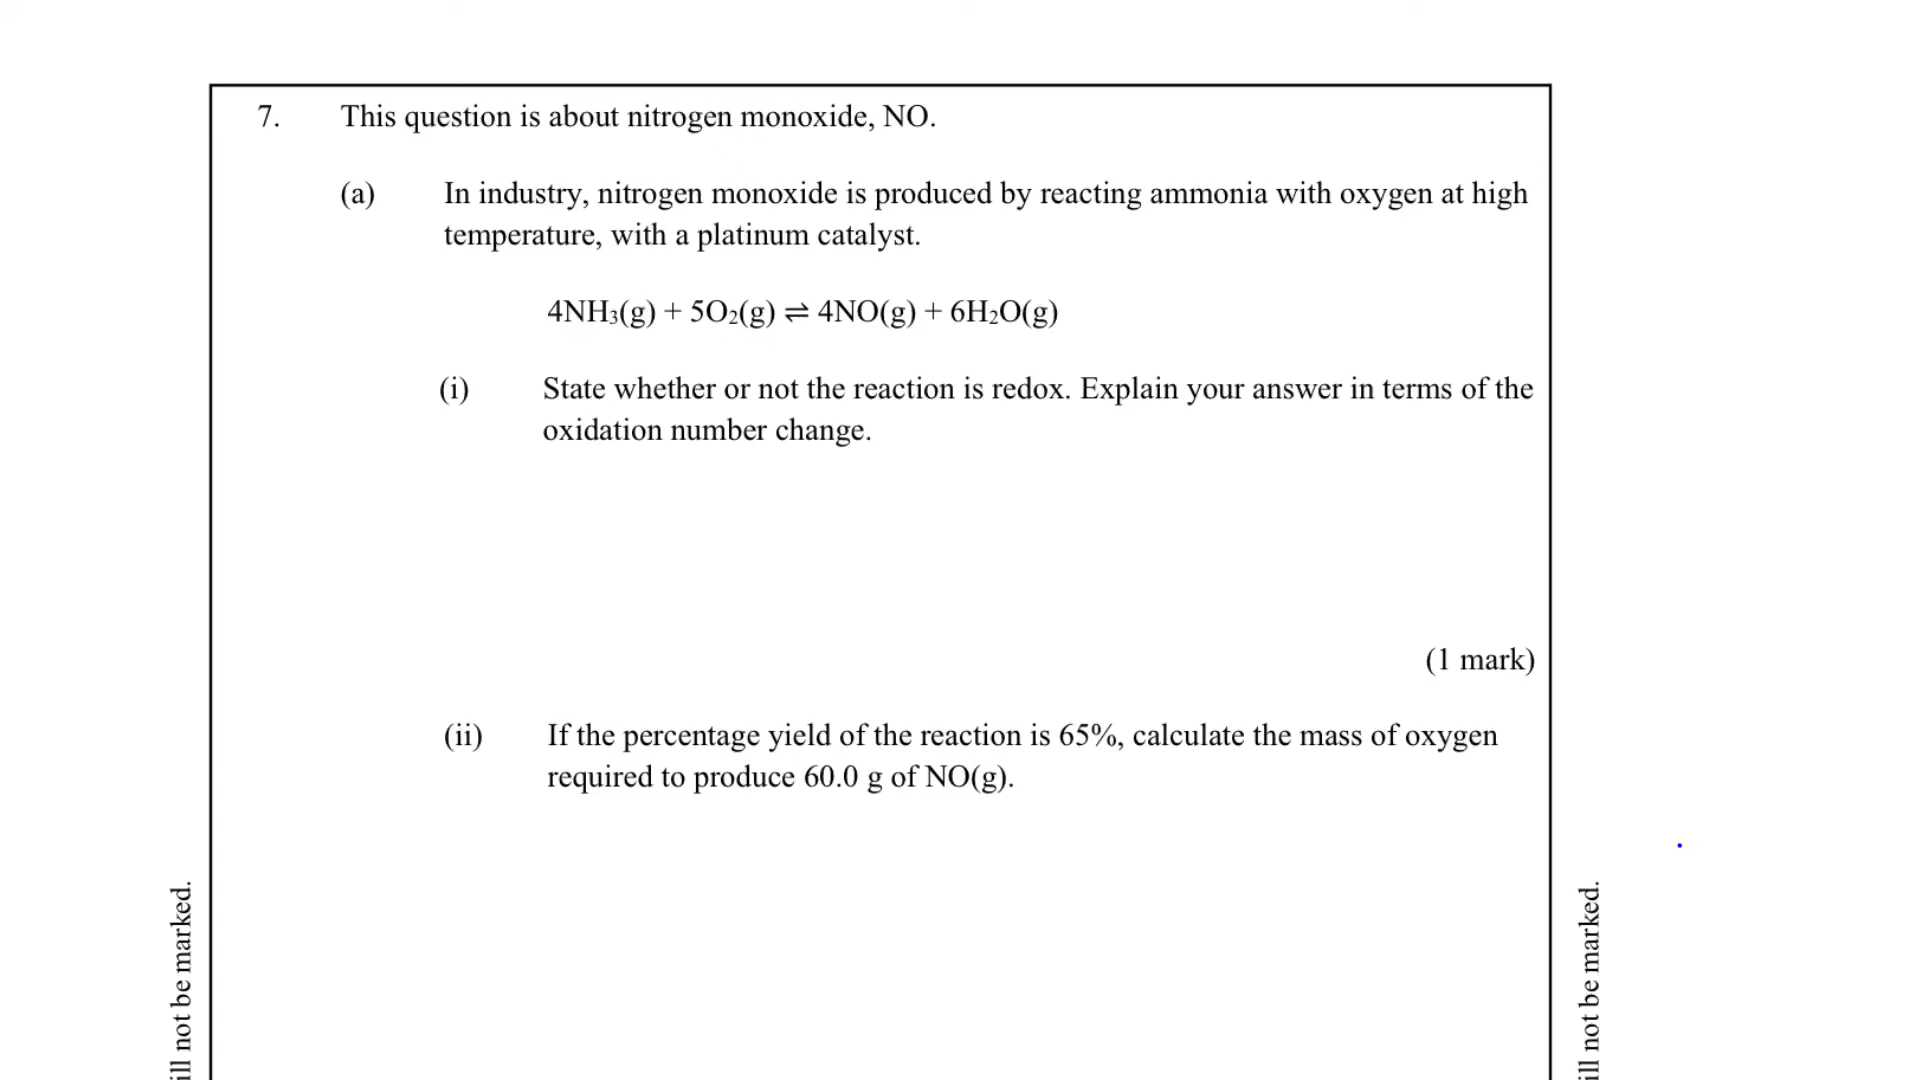 7. This question is about nitrogen monoxide, NO.
(a) In industry, nitrogen monoxide is produced by reacting ammonia with oxygen at high
temperature, with a platinum catalyst.
4NH₃(g) + 5O₂(g) ⇌ 4NO(g) + 6H₂O(g)
(i) State whether or not the reaction is redox. Explain your answer in terms of the
oxidation number change.
(1 mark)
(ii) If the percentage yield of the reaction is 65%, calculate the mass of oxygen
required to produce 60.0 g of NO(g).
ill not be marked.
ill not be marked.